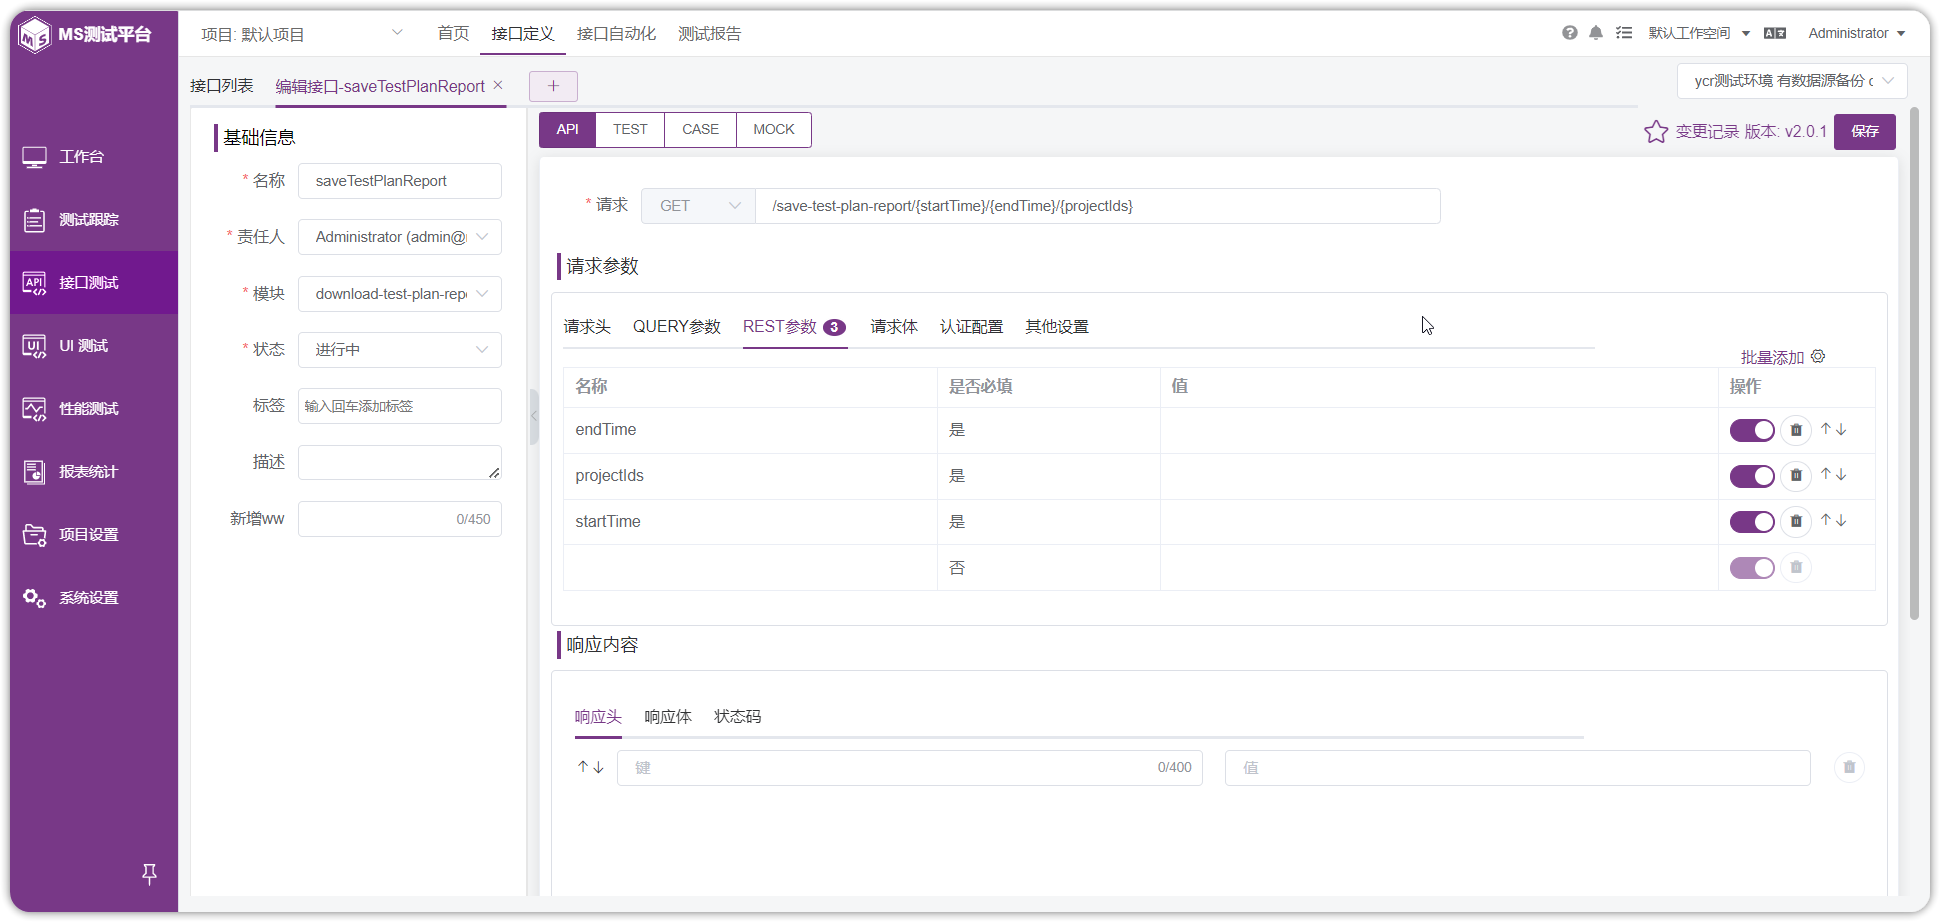 MS测试平台
项目: 默认项目
首页
接口定义
接口自动化
测试报告
默认工作空间
Administrator
接口列表
编辑接口-saveTestPlanReport
ycr测试环境 有数据源备份
工作台
测试跟踪
接口测试
UI 测试
性能测试
报表统计
项目设置
系统设置
基础信息
* 名称
saveTestPlanReport
* 责任人
Administrator (admin@
* 模块
download-test-plan-repo
* 状态
进行中
标签
输入回车添加标签
描述
新增ww
0/450
API
TEST
CASE
MOCK
变更记录 版本: v2.0.1
保存
* 请求
GET
/save-test-plan-report/{startTime}/{endTime}/{projectIds}
请求参数
请求头
QUERY参数
REST参数 3
请求体
认证配置
其他设置
批量添加
名称
是否必填
值
操作
endTime
是
projectIds
是
startTime
是
否
响应内容
响应头
响应体
状态码
键
0/400
值